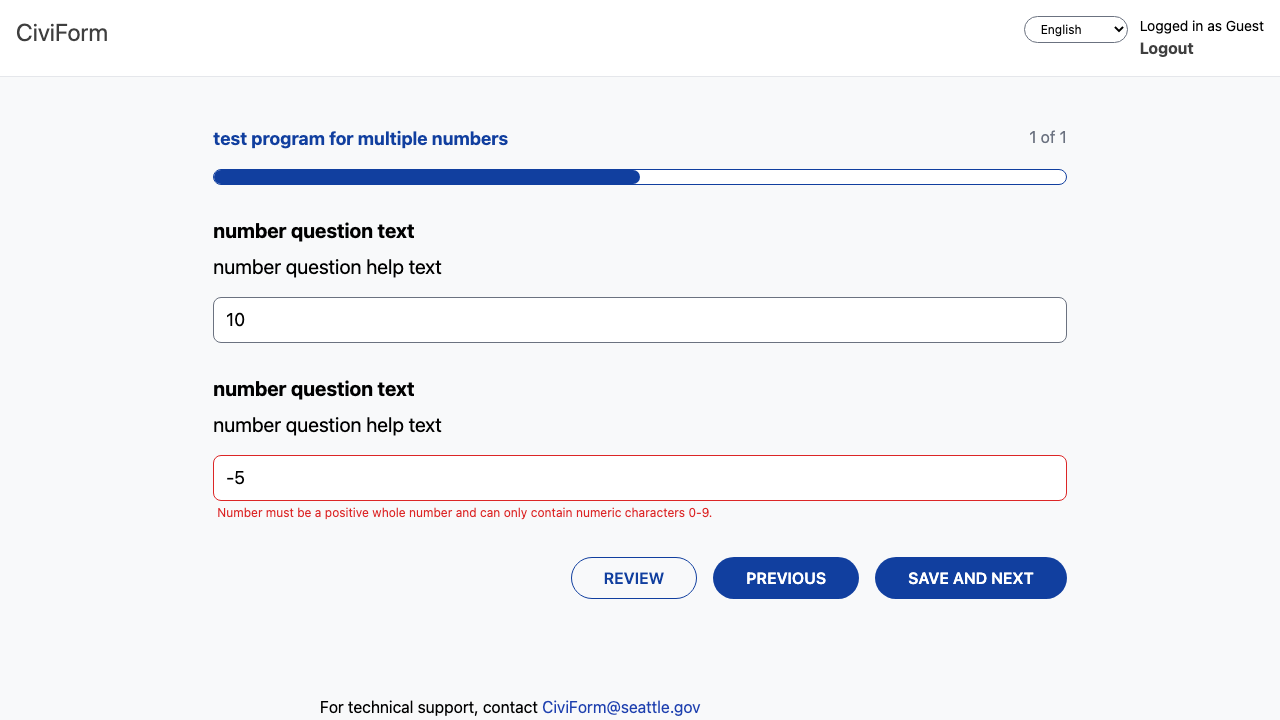 CiviForm
English
Logged in as Guest
Logout
test program for multiple numbers
1 of 1
number question text
number question help text
10
number question text
number question help text
-5
Number must be a positive whole number and can only contain numeric characters 0-9.
REVIEW
PREVIOUS
SAVE AND NEXT
For technical support, contact CiviForm@seattle.gov